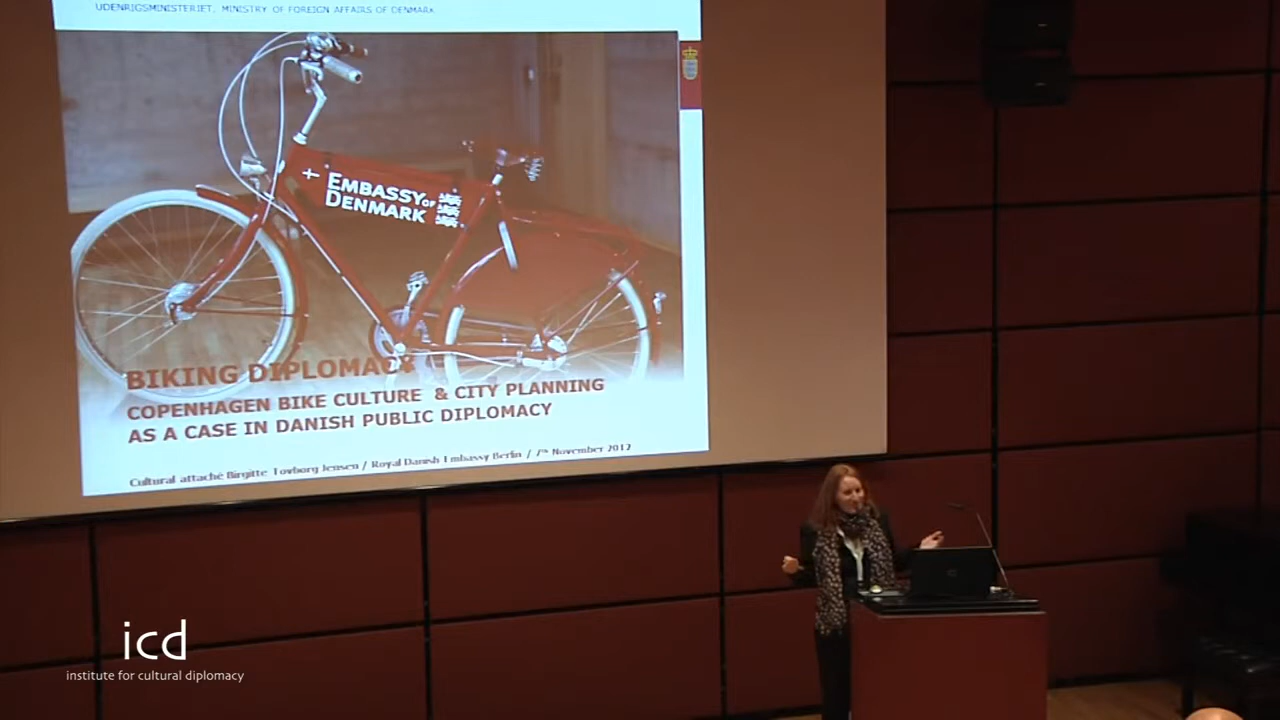 UDENRIGSMINISTERIET, MINISTRY OF FOREIGN AFFAIRS OF DENMARK
EMBASSY OF
DENMARK
BIKING DIPLOMACY
COPENHAGEN BIKE CULTURE & CITY PLANNING
AS A CASE IN DANISH PUBLIC DIPLOMACY
Cultural attaché Birgitte Tovborg Jensen / Royal Danish Embassy Berlin / 7th November 2012
icd
institute for cultural diplomacy